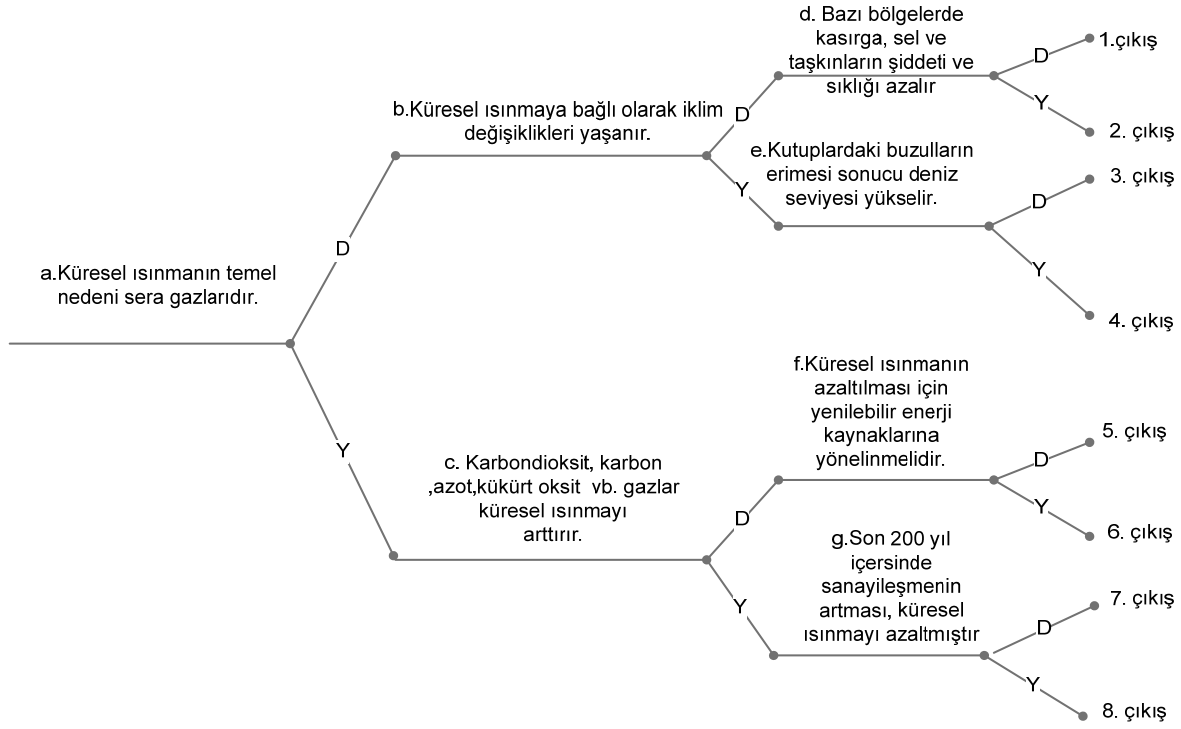 a.Küresel ısınmanın temel
nedeni sera gazlarıdır.
D
Y
b.Küresel ısınmaya bağlı olarak iklim
değişiklikleri yaşanır.
D
Y
c. Karbondioksit, karbon
,azot,kükürt oksit vb. gazlar
küresel ısınmayı
arttırır.
D
Y
d. Bazı bölgelerde
kasırga, sel ve
taşkınların şiddeti ve
sıklığı azalır
D
Y
1.çıkış
2. çıkış
e.Kutuplardaki buzulların
erimesi sonucu deniz
seviyesi yükselir.
D
Y
3. çıkış
4. çıkış
f.Küresel ısınmanın
azaltılması için
yenilebilir enerji
kaynaklarına
yönelinmelidir.
D
Y
5. çıkış
6. çıkış
g.Son 200 yıl
içersinde
sanayileşmenin
artması, küresel
ısınmayı azaltmıştır
D
Y
7. çıkış
8. çıkış